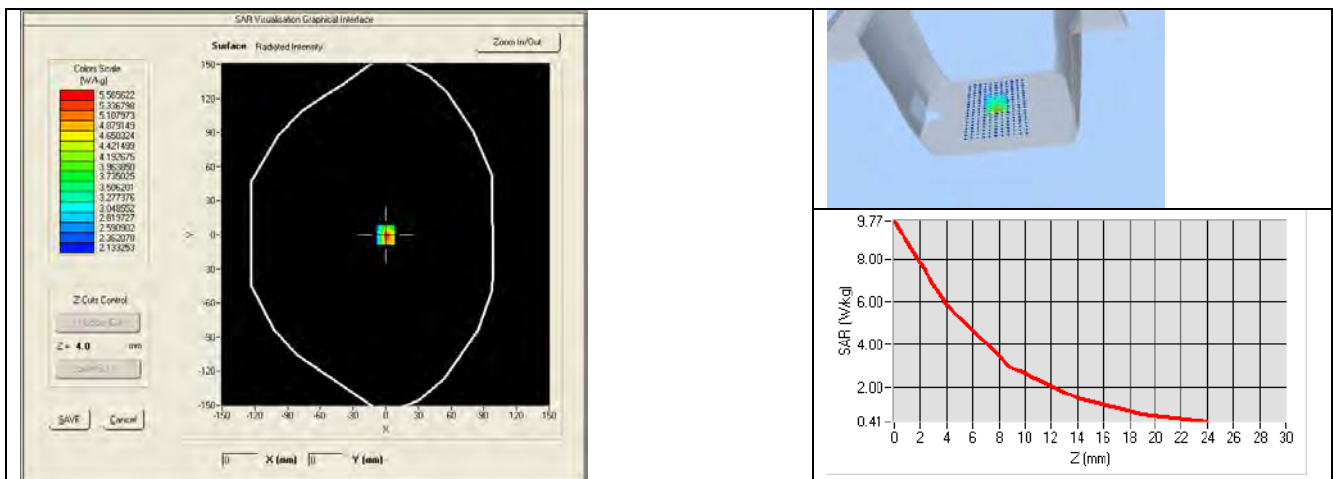 SAR Visualisation Graphical Interface
Surface Radiated Intensity
Zoom In/Out
Colors Scale
(W/kg)
5.565622
5.336798
5.107973
4.879149
4.650324
4.421499
4.192675
3.963850
3.735025
3.506201
3.277376
3.048552
2.819727
2.590902
2.362078
2.133253
150
120
90
60
30
0
-30
-60
-90
-120
-150
Y
-150 -120 -90 -60 -30 0 30 60 90 120 150
X
Z Cuts Control
Z = 4.0 mm
SAVE Cancel
0 X (mm) 0 Y (mm)
9.77
8.00
6.00
4.00
2.00
0.41
SAR (W/kg)
0 2 4 6 8 10 12 14 16 18 20 22 24 26 28 30
Z (mm)